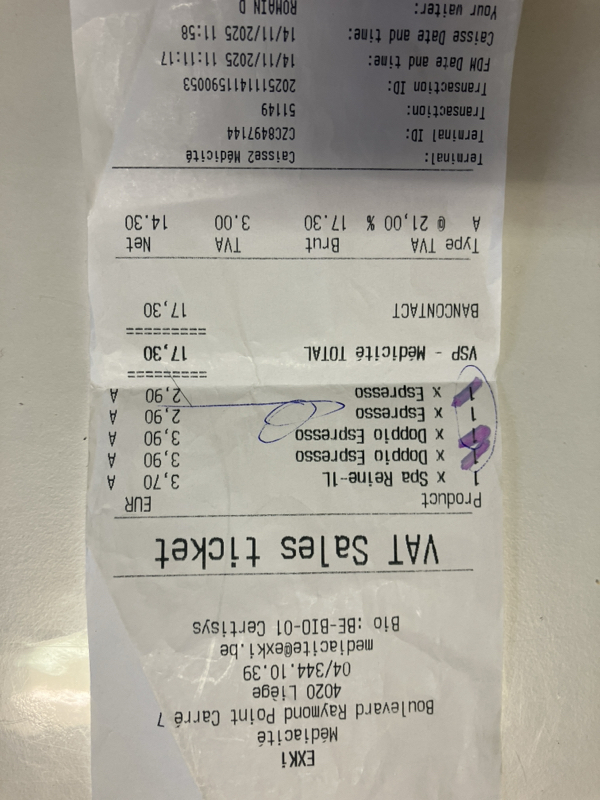 EXKi
Médiacité
Boulevard Raymond Point Carré 7
4020 Liège
04/344.10.39
mediacite@exki.be
Bio : BE-BIO-01 Certisys
VAT Sales ticket
Product EUR
1 x Spa Reine-1L 3,70 A
1 x Doppio Espresso 3,90 A
1 x Doppio Espresso 3,90 A
1 x Espresso 2,90 A
1 x Espresso 2,90 A
======
VSP - Médicité TOTAL 17,30
======
BANCONTACT 17,30
Type TVA Brut TVA Net
A @ 21,00 % 17.30 3.00 14.30
Terminal: Caisse2 Médicité
Terminal ID: CZC8497144
Transaction: 51149
Transaction ID: 2025111411590053
FDM Date and time: 14/11/2025 11:11:17
Caisse Date and time: 14/11/2025 11:58
Your waiter: ROMAIN D